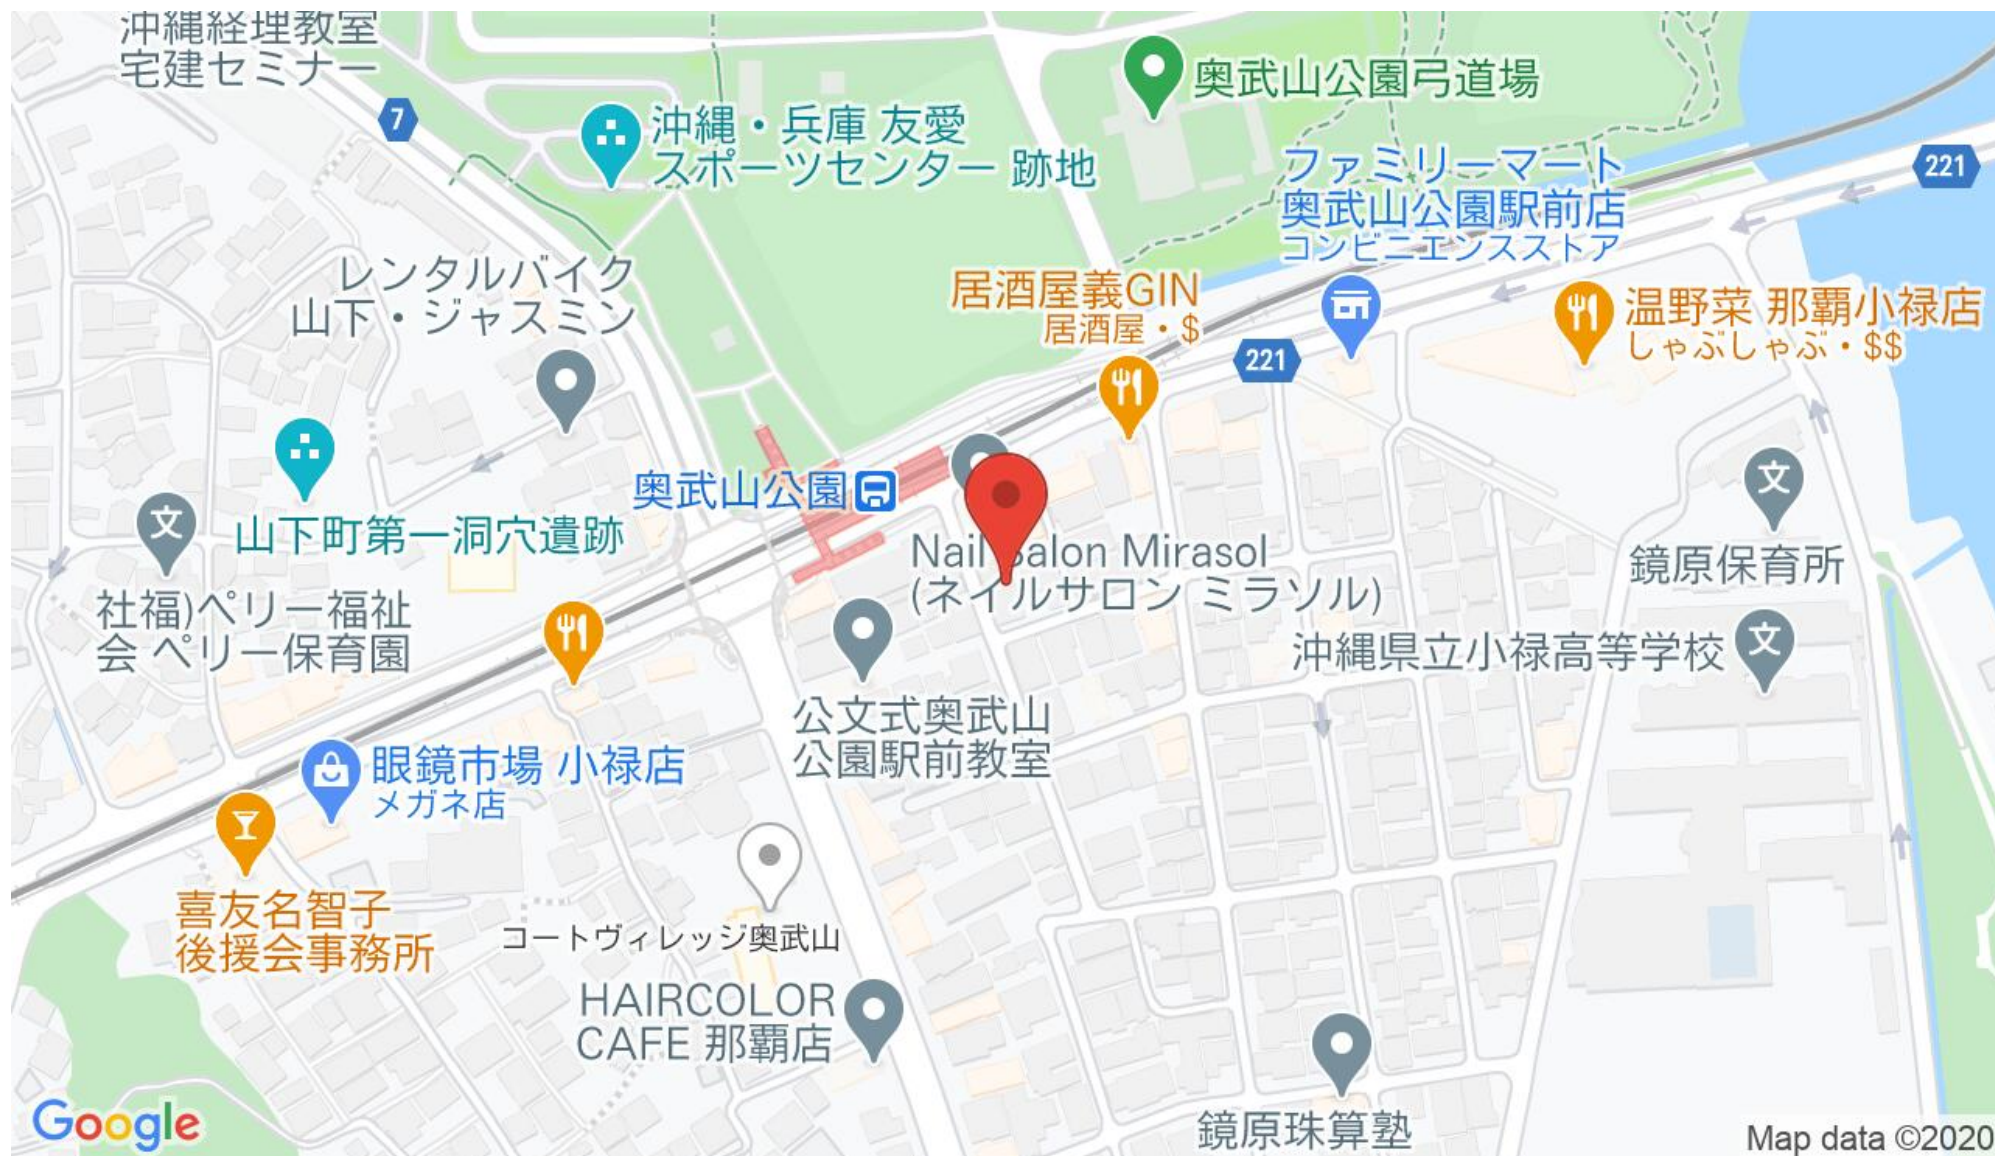 沖縄経理教室
宅建セミナー
7
奥武山公園弓道場
沖縄・兵庫 友愛
スポーツセンター 跡地
ファミリーマート
奥武山公園駅前店
コンビニエンスストア
221
レンタルバイク
山下・ジャスミン
居酒屋義GIN
居酒屋・$
221
温野菜 那覇小禄店
しゃぶしゃぶ・$$
奥武山公園
山下町第一洞穴遺跡
文
文
鏡原保育所
Nail Salon Mirasol
(ネイルサロン ミラソル)
社福)ペリー福祉
会 ペリー保育園
沖縄県立小禄高等学校
文
公文式奥武山
公園駅前教室
眼鏡市場 小禄店
メガネ店
喜友名智子
後援会事務所
コートヴィレッジ奥武山
HAIRCOLOR
CAFE 那覇店
鏡原珠算塾
Google
Map data ©2020